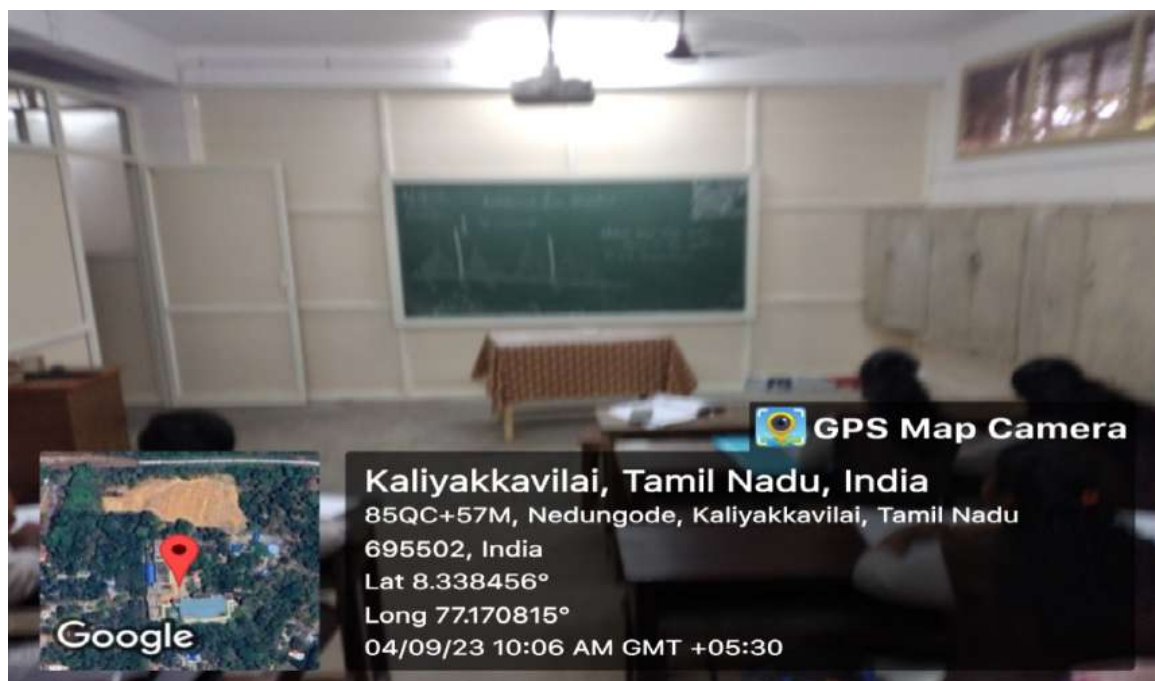 GPS Map Camera
Kaliyakkavilai, Tamil Nadu, India
85QC+57M, Nedungode, Kaliyakkavilai, Tamil Nadu
695502, India
Lat 8.338456°
Long 77.170815°
04/09/23 10:06 AM GMT +05:30
Google